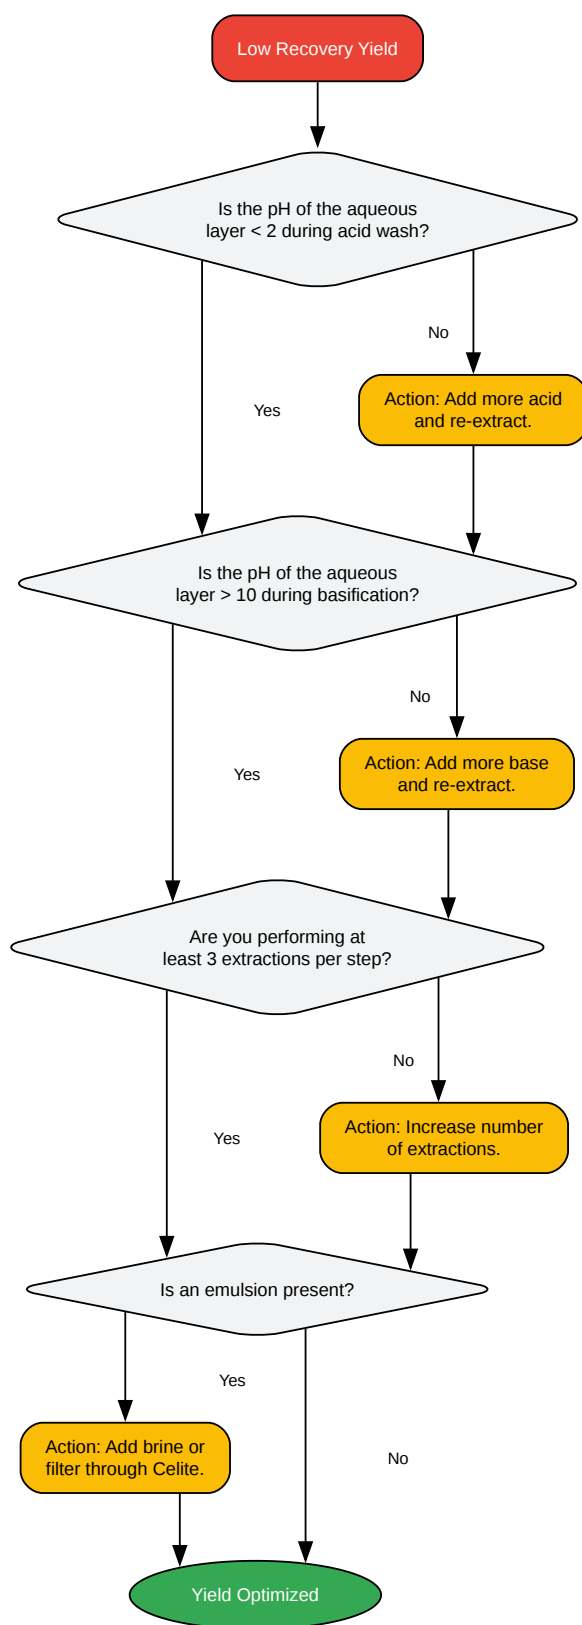 Low Recovery Yield
Is the pH of the aqueous
layer < 2 during acid wash?
No
Action: Add more acid
and re-extract.
Yes
Is the pH of the aqueous
layer > 10 during basification?
No
Action: Add more base
and re-extract.
Yes
Are you performing at
least 3 extractions per step?
No
Action: Increase number
of extractions.
Yes
Is an emulsion present?
Yes
Action: Add brine or
filter through Celite.
No
Yield Optimized